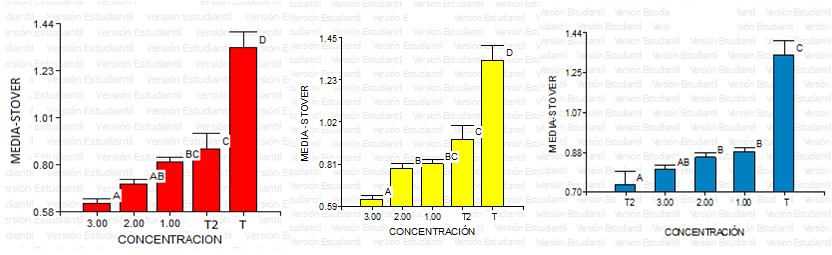 1.44
1.23
1.01
0.80
0.58
MEDIA-STOVER
A
AB
BC
C
D
3.00 2.00 1.00 T2 T
CONCENTRACION
1.45
1.23
1.02
0.81
0.59
MEDIA-STOVER
A
B
BC
C
D
3.00 2.00 1.00 T2 T
CONCENTRACIÓN
1.44
1.25
1.07
0.88
0.70
MEDIA-STOVER
A
AB
B
B
C
T2 3.00 2.00 1.00 T
CONCENTRACIÓN
Versión Estudiantil